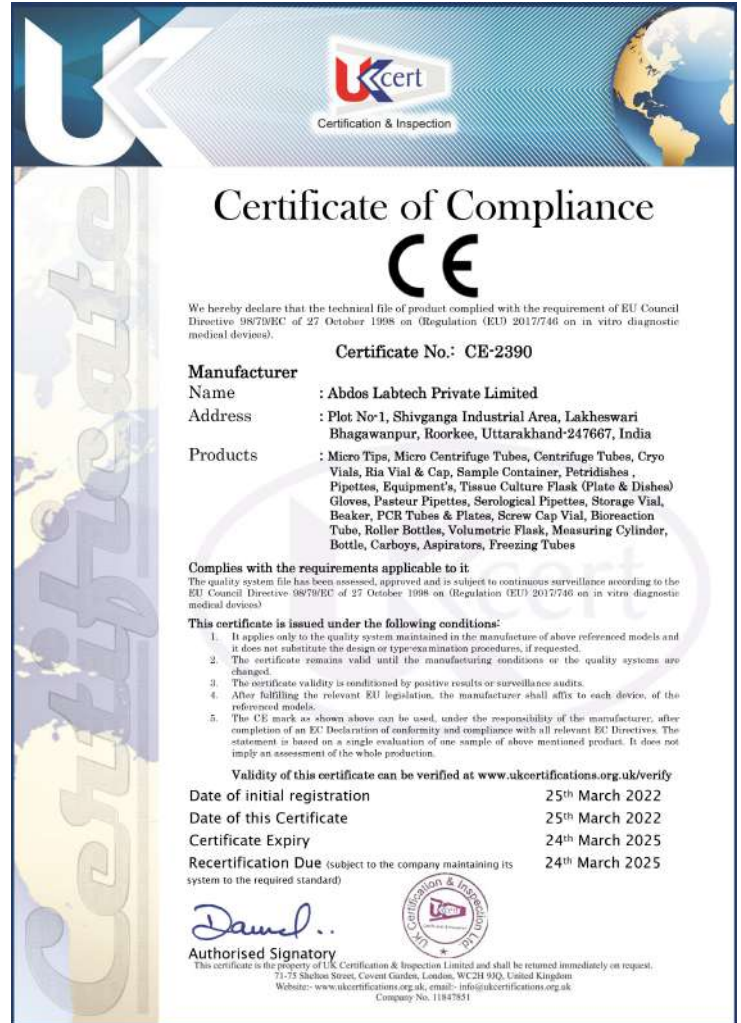 UK
UKcert
Certification & Inspection
Certificate
Certificate of Compliance
CE
We hereby declare that the technical file of product complied with the requirement of EU Council
Directive 98/79/EC of 27 October 1998 on (Regulation (EU) 2017/746 on in vitro diagnostic
medical devices).
Certificate No.: CE-2390
Manufacturer
Name : Abdos Labtech Private Limited
Address : Plot No-1, Shivganga Industrial Area, Lakheswari
Bhagawanpur, Roorkee, Uttarakhand-247667, India
Products : Micro Tips, Micro Centrifuge Tubes, Centrifuge Tubes, Cryo
Vials, Ria Vial & Cap, Sample Container, Petridishes ,
Pipettes, Equipment's, Tissue Culture Flask (Plate & Dishes)
Gloves, Pasteur Pipettes, Serological Pipettes, Storage Vial,
Beaker, PCR Tubes & Plates, Screw Cap Vial, Bioreaction
Tube, Roller Bottles, Volumetric Flask, Measuring Cylinder,
Bottle, Carboys, Aspirators, Freezing Tubes
Complies with the requirements applicable to it
The quality system file has been assessed, approved and is subject to continuous surveillance according to the
EU Council Directive 98/79/EC of 27 October 1998 on (Regulation (EU) 2017/746 on in vitro diagnostic
medical devices)
This certificate is issued under the following conditions:
1. It applies only to the quality system maintained in the manufacture of above referenced models and
it does not substitute the design or type-examination procedures, if requested.
2. The certificate remains valid until the manufacturing conditions or the quality systems are
changed.
3. The certificate validity is conditioned by positive results or surveillance audits.
4. After fulfilling the relevant EU legislation, the manufacturer shall affix to each device, of the
referenced models.
5. The CE mark as shown above can be used, under the responsibility of the manufacturer, after
completion of an EC Declaration of conformity and compliance with all relevant EC Directives. The
statement is based on a single evaluation of one sample of above mentioned product. It does not
imply an assessment of the whole production.
Validity of this certificate can be verified at www.ukcertifications.org.uk/verify
Date of initial registration 25th March 2022
Date of this Certificate 25th March 2022
Certificate Expiry 24th March 2025
Recertification Due (subject to the company maintaining its 24th March 2025
system to the required standard)
UK Certification & Inspection Ltd.
Authorised Signatory
This certificate is the property of UK Certification & Inspection Limited and shall be returned immediately on request.
71-75 Shelton Street, Covent Garden, London, WC2H 9JQ, United Kingdom
Website:- www.ukcertifications.org.uk, email:- info@ukcertifications.org.uk
Company No. 11847851